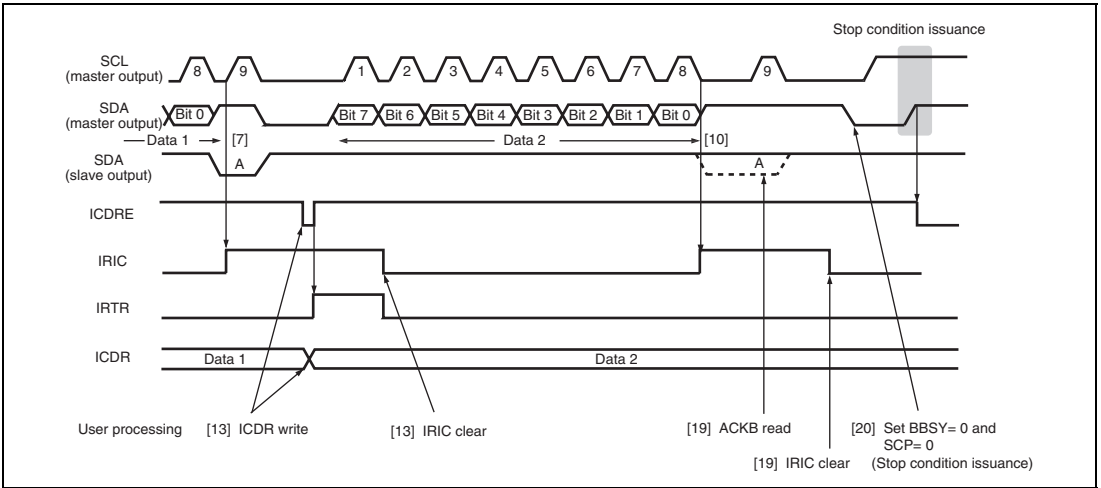 Stop condition issuance
SCL
(master output)
8 9 1 2 3 4 5 6 7 8 9
SDA
(master output)
Bit 0 Bit 7 Bit 6 Bit 5 Bit 4 Bit 3 Bit 2 Bit 1 Bit 0
Data 1 [7] Data 2 [10]
SDA
(slave output)
A A
ICDRE
IRIC
IRTR
ICDR Data 1 Data 2
User processing [13] ICDR write [13] IRIC clear [19] ACKB read [20] Set BBSY= 0 and
SCP= 0
[19] IRIC clear (Stop condition issuance)